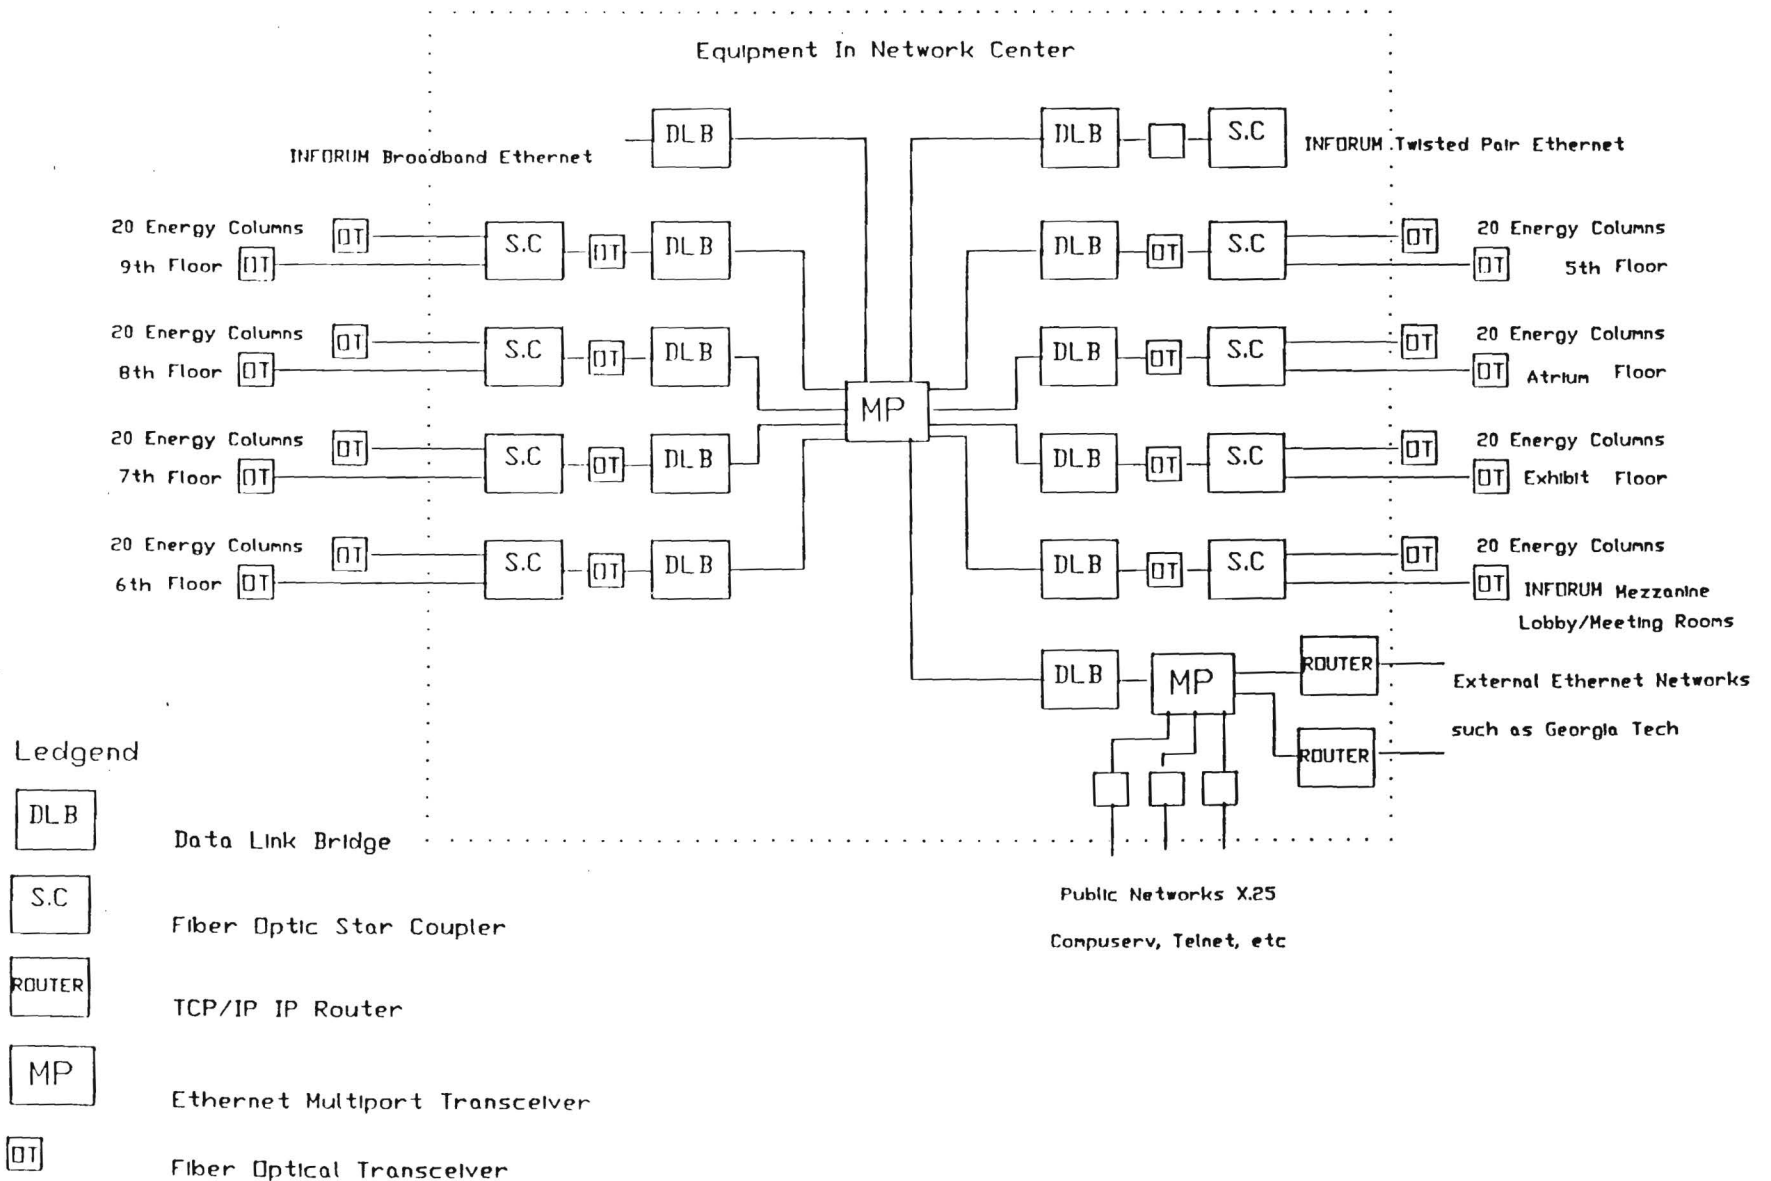 Equipment In Network Center
DLB
DLB
S.C
INFORUM Broadband Ethernet
INFORUM Twisted Pair Ethernet
20 Energy Columns
OT
S.C
OT
DLB
9th Floor
OT
DLB
OT
S.C
OT
20 Energy Columns
OT
5th Floor
20 Energy Columns
OT
S.C
OT
DLB
8th Floor
OT
DLB
OT
S.C
OT
20 Energy Columns
OT
Atrium Floor
MP
20 Energy Columns
OT
S.C
OT
DLB
7th Floor
OT
DLB
OT
S.C
OT
20 Energy Columns
OT
Exhibit Floor
20 Energy Columns
OT
S.C
OT
DLB
6th Floor
OT
DLB
OT
S.C
OT
20 Energy Columns
OT
INFORUM Mezzanine
Lobby/Meeting Rooms
DLB
MP
ROUTER
External Ethernet Networks
such as Georgia Tech
ROUTER
Public Networks X.25
Compuserv, Telnet, etc
Ledgend
DLB
Data Link Bridge
S.C
Fiber Optic Star Coupler
ROUTER
TCP/IP IP Router
MP
Ethernet Multiport Transceiver
OT
Fiber Optical Transceiver